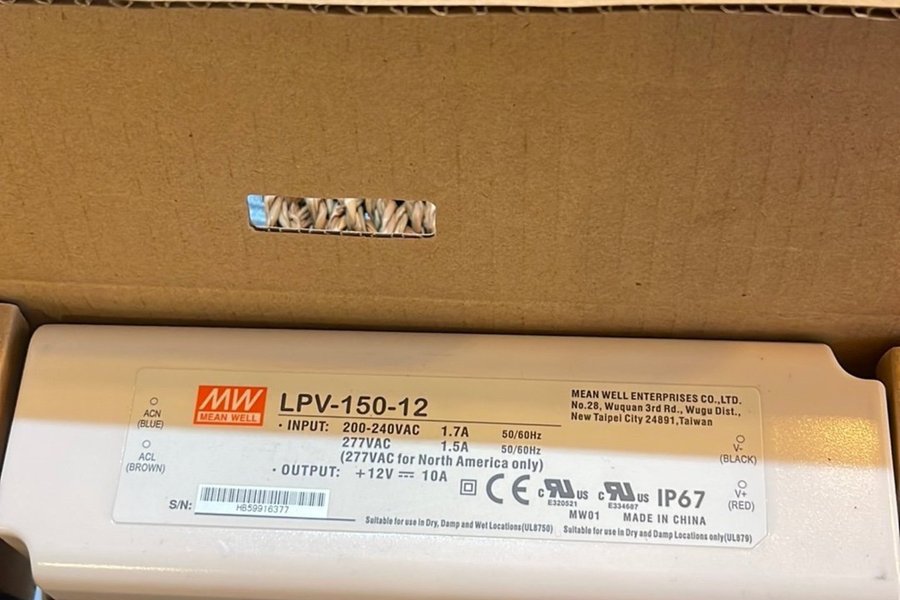 ACN
(BLUE)
ACL
(BROWN)
MW
MEAN WELL
LPV-150-12
· INPUT: 200-240VAC 1.7A 50/60Hz
277VAC 1.5A 50/60Hz
(277VAC for North America only)
· OUTPUT: +12V 10A
MEAN WELL ENTERPRISES CO.,LTD.
No.28, Wuquan 3rd Rd., Wugu Dist.,
New Taipei City 24891,Taiwan
V-
(BLACK)
V+
(RED)
S/N:
HB59916377
CE c RU US E320521 c RU US E334687 IP67
MW01 MADE IN CHINA
Suitable for use in Dry, Damp and Wet Locations(UL8750)
Suitable for use in Dry and Damp Locations only(UL879)